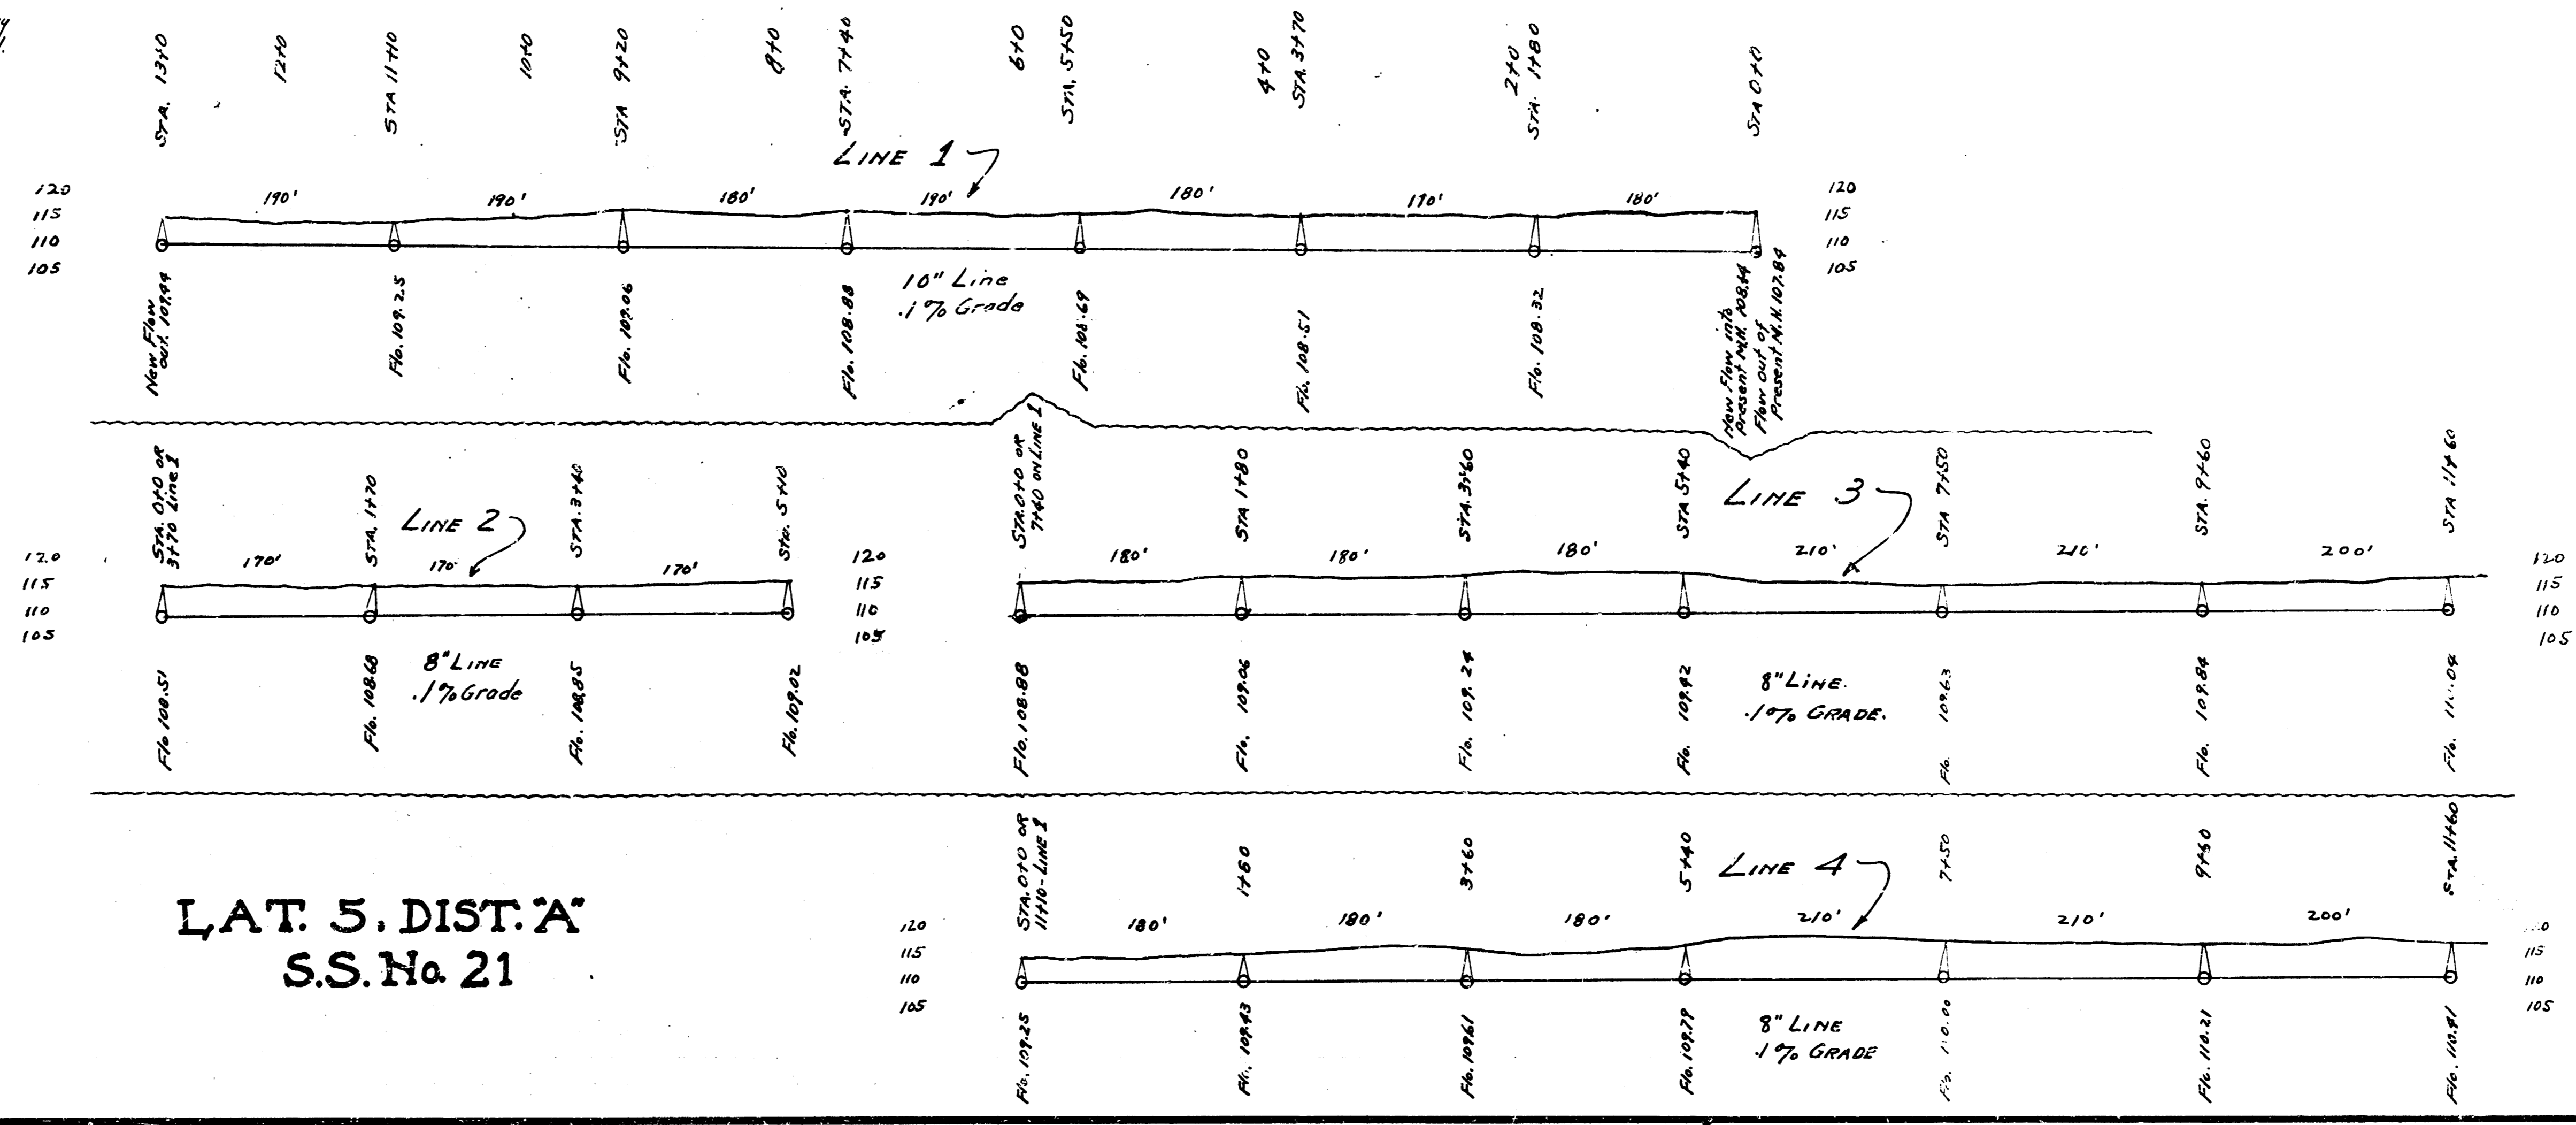 STA. 13+0
12+0
STA 11+10
10+0
STA 9+20
8+0
STA. 7+40
6+0
STA. 5+50
4+0
STA. 3+70
2+0
STA. 1+80
STA 0+0
LINE 1
120
115
110
105
190'
190'
180'
190'
180'
190'
180'
120
115
110
105
10" Line
.1% Grade
New Flow
out. 109.44
Flo. 109.25
Flo. 109.06
Flo. 108.88
Flo. 108.69
Flo. 108.51
Flo. 108.32
New Flow into
Present M.H. 108.14
Flow out of
Present M.H. 107.84
STA. 0+0 OR
3+70 Line 1
STA. 1+70
LINE 2
STA. 3+40
Sta. 5+10
120
115
110
105
170'
170'
170'
8" LINE
.1% Grade
Flo 108.51
Flo. 108.68
Flo. 108.85
Flo. 109.02
STA. 0+0 OR
7+40 ON LINE 1
STA 1+80
STA. 3+60
STA 5+40
LINE 3
STA 7+50
STA. 9+60
STA 11+60
120
115
110
105
180'
180'
180'
210'
210'
200'
120
115
110
105
8" LINE.
.1% GRADE.
Flo. 108.88
Flo. 109.06
Flo. 109.24
Flo. 109.42
Flo. 109.63
Flo. 109.84
Flo. 110.04
LAT. 5. DIST. "A"
S.S. No. 21
STA. 0+0 OR
11+10 - LINE 1
3+60
5+40
LINE 4
7+50
9+60
STA. 11+60
120
115
110
105
180'
180'
180'
210'
210'
200'
115
110
105
8" LINE
.1% GRADE
Flo. 109.25
Flo. 109.43
Flo. 109.61
Flo. 109.79
Flo. 110.00
Flo. 110.21
Flo. 110.41